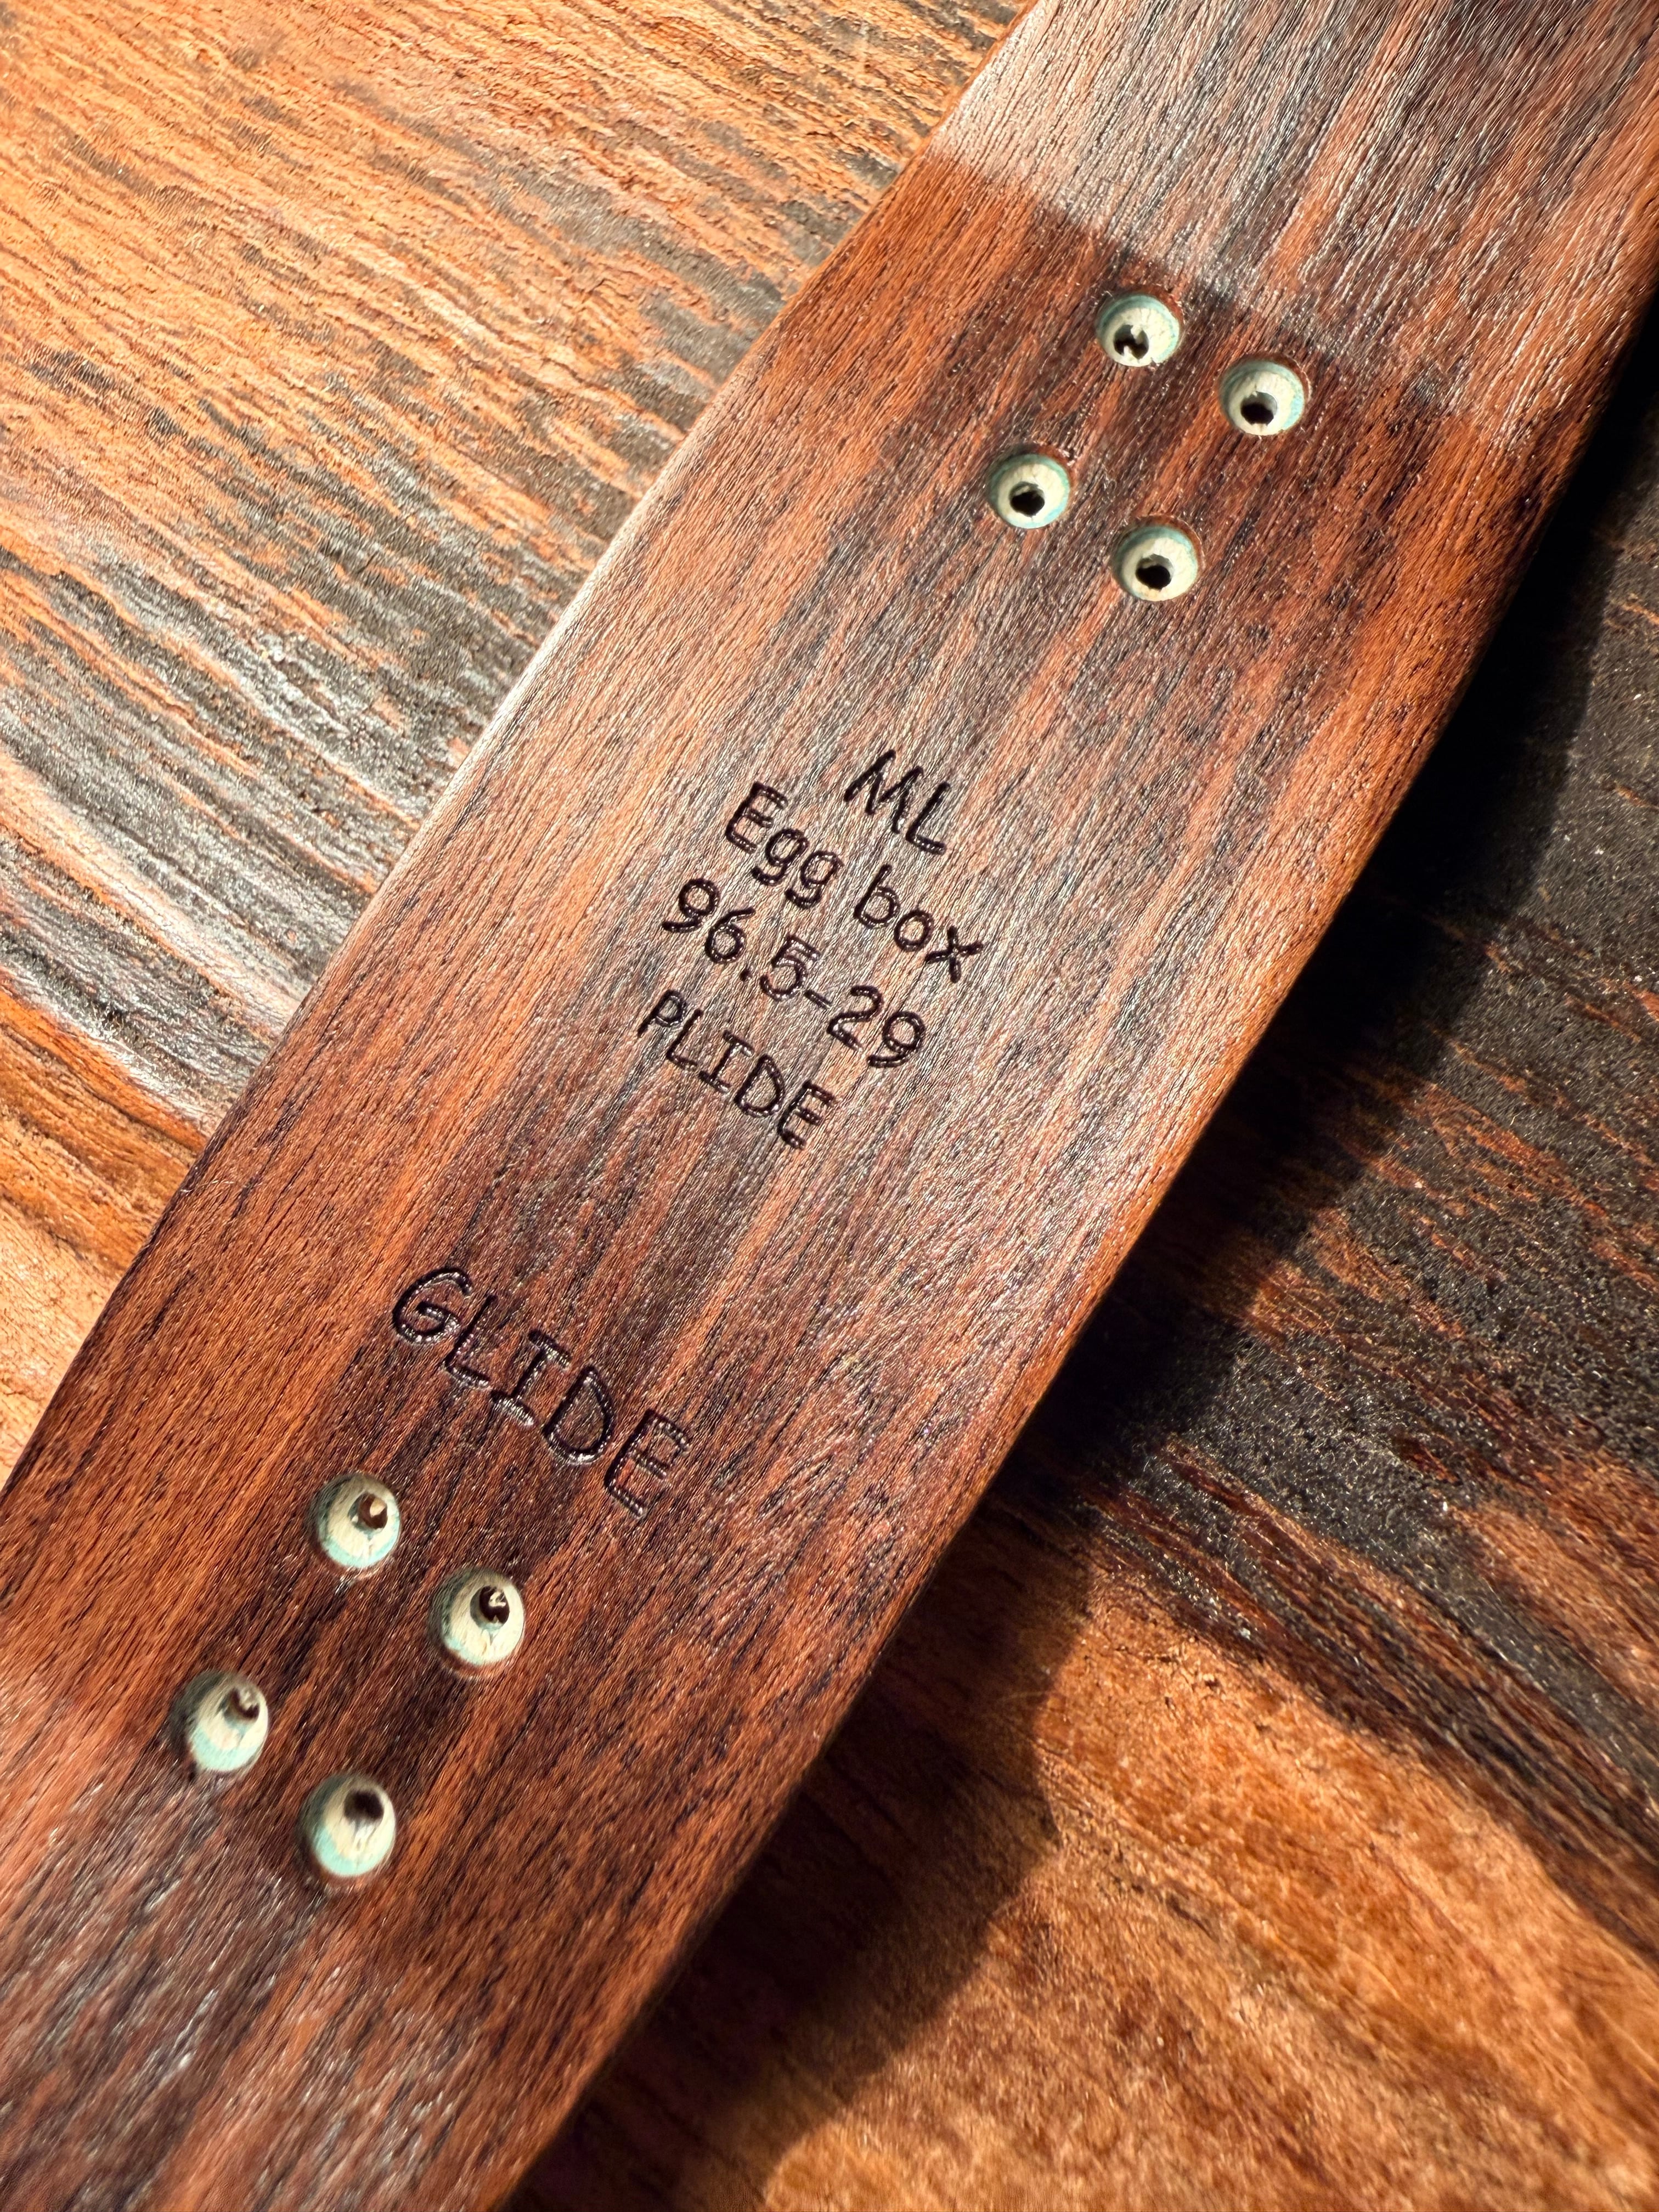 ML
Egg box
96.5-29
PLIDE
GLIDE